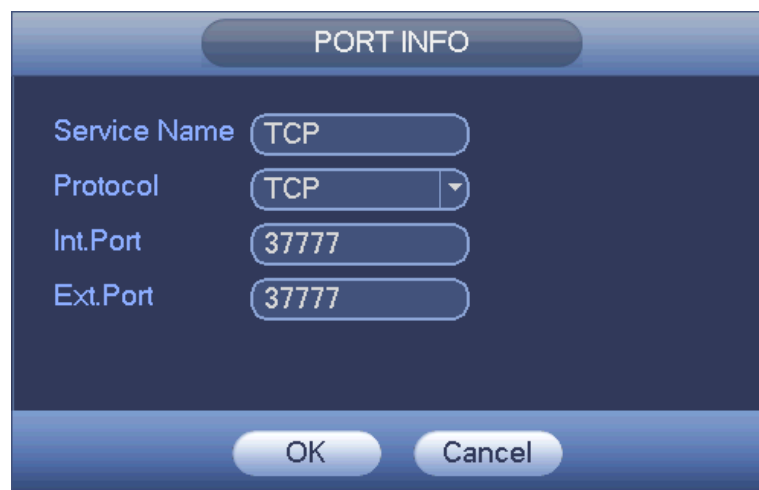 PORT INFO
Service Name TCP
Protocol TCP
Int.Port 37777
Ext.Port 37777
OK Cancel